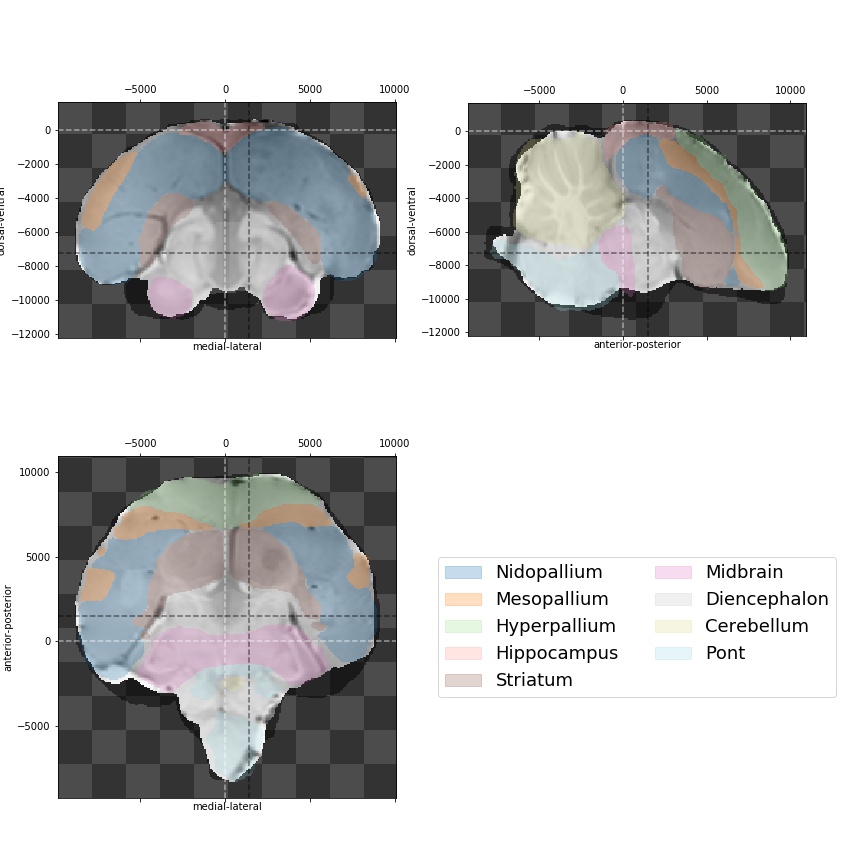 −5000 0 5000 10000
0
−2000
−4000
−6000
−8000
−10000
−12000
medial-lateral
−5000 0 5000 10000
dorsal-ventral
0
−2000
−4000
−6000
−8000
−10000
−12000
anterior-posterior
−5000 0 5000 10000
anterior-posterior
10000
5000
0
−5000
medial-lateral
Nidopallium Midbrain
Mesopallium Diencephalon
Hyperpallium Cerebellum
Hippocampus Pont
Striatum